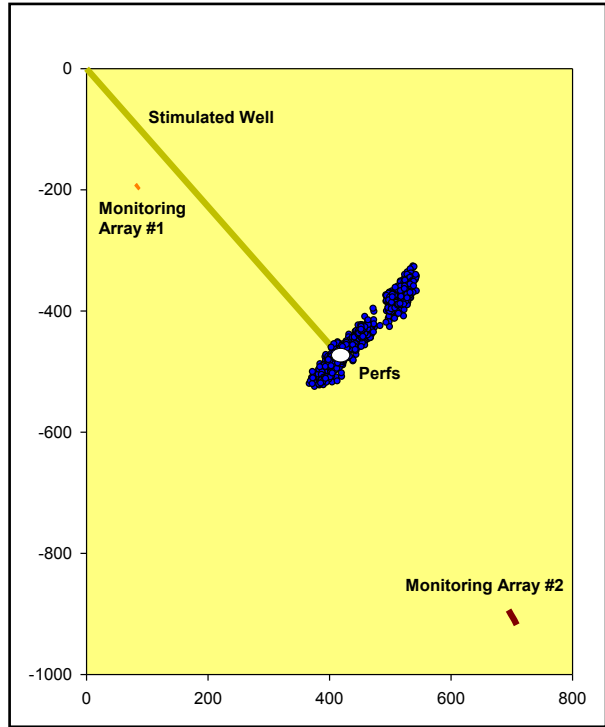 0
Stimulated Well
-200
Monitoring
Array #1
-400
Perfs
-600
-800
Monitoring Array #2
-1000
0 200 400 600 800